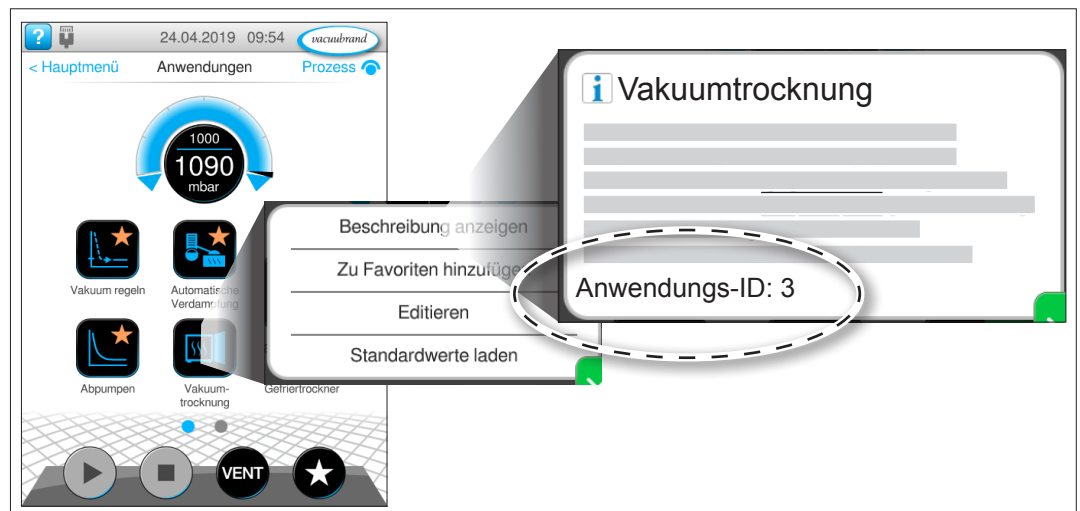 ?
24.04.2019 09:54
vacuubrand
< Hauptmenü
Anwendungen
Prozess
1000
1090
mbar
Vakuum regeln
Automatische
Verdampfung
Abpumpen
Vakuum-
trocknung
Gefriertrockner
VENT
Beschreibung anzeigen
Zu Favoriten hinzufügen
Editieren
Standardwerte laden
i Vakuumtrocknung
Anwendungs-ID: 3